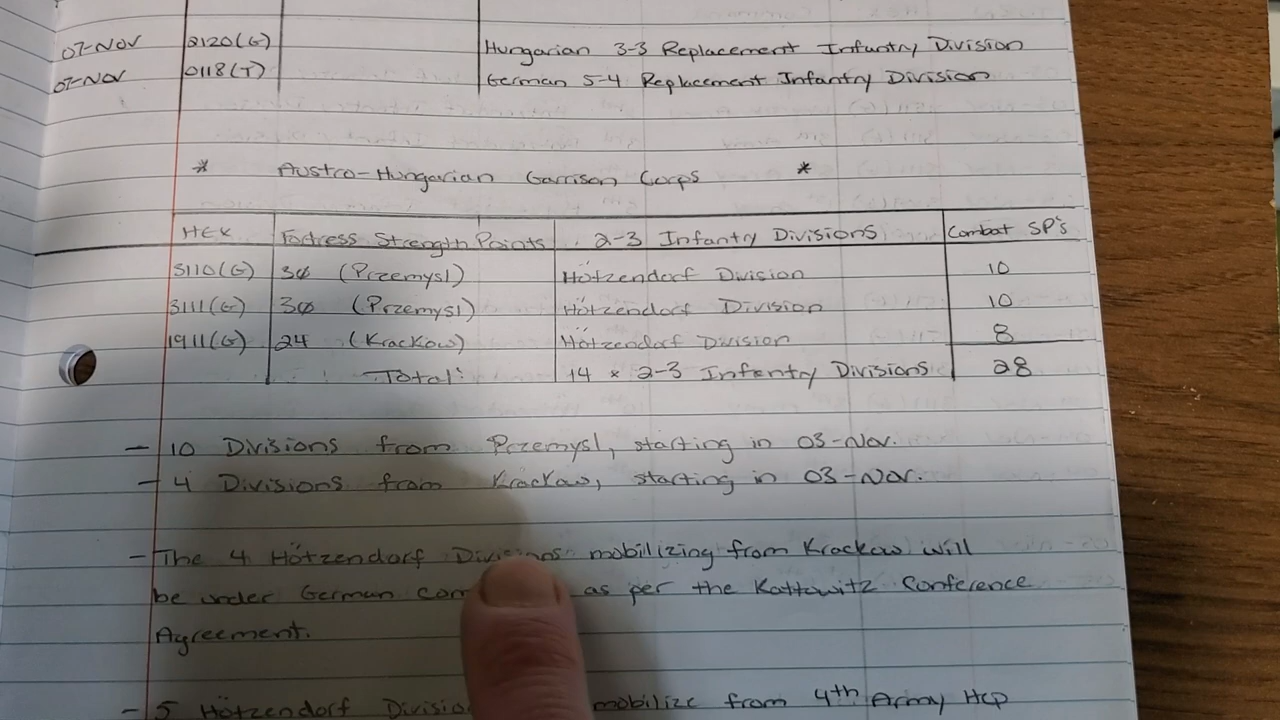 07-Nov 2120(G) Hungarian 3-3 Replacement Infantry Division
07-Nov 0118(T) German 5-4 Replacement Infantry Division
* Austro-Hungarian Garrison Corps *
HEX Fortress Strength Points 2-3 Infantry Divisions Combat SP's
3110(G) 30 (Przemysl) Hötzendorf Division 10
3111(G) 30 (Przemysl) Hötzendorf Division 10
1911(G) 24 (Krackow) Hötzendorf Division 8
Total: 14 x 2-3 Infantry Divisions 28
- 10 Divisions from Przemysl, starting in 03-Nov.
- 4 Divisions from Krackow, starting in 03-Nov.
- The 4 Hötzendorf Divisions mobilizing from Krackow will
be under German as per the Kattowitz Conference
Agreement.
- 5 Hötzendorf mobilize from 4th Army HCP